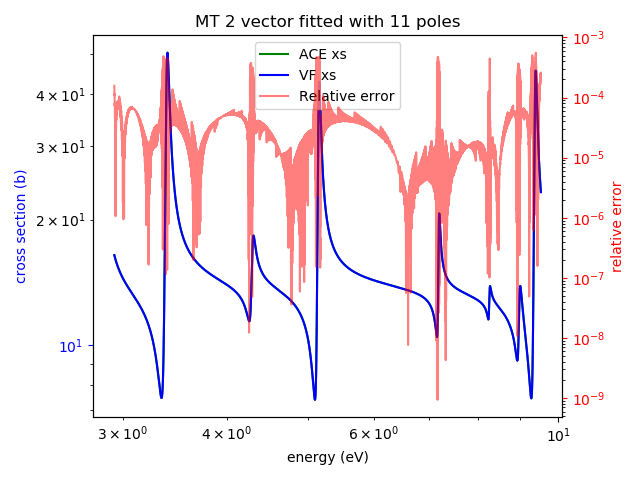 MT 2 vector fitted with 11 poles
ACE xs
VF xs
Relative error
cross section (b)
4 × 10¹
3 × 10¹
2 × 10¹
10¹
10⁻³
10⁻⁴
10⁻⁵
10⁻⁶
10⁻⁷
10⁻⁸
10⁻⁹
relative error
3 × 10⁰ 4 × 10⁰ 6 × 10⁰ 10¹
energy (eV)